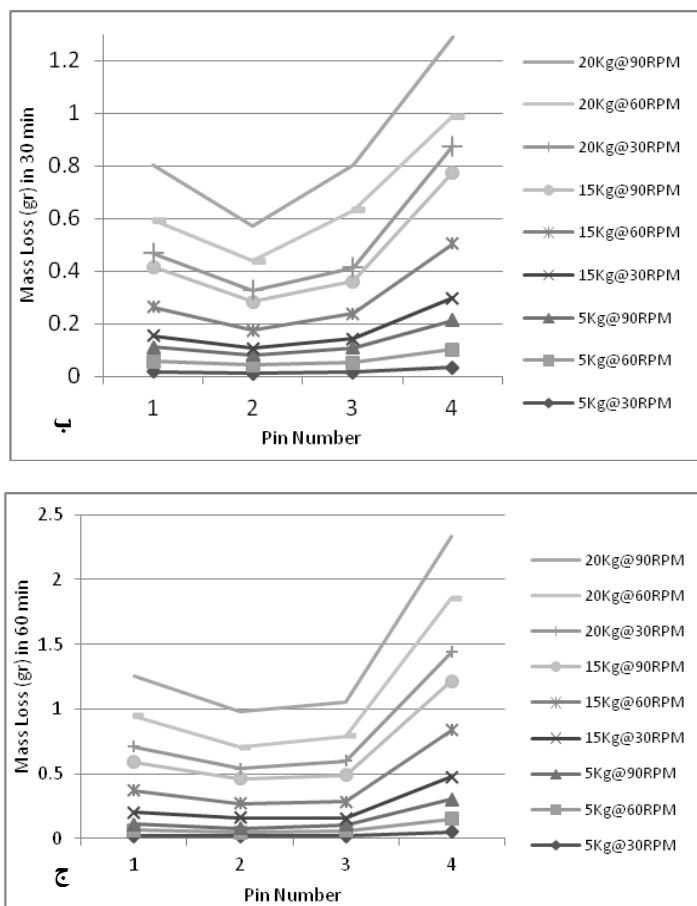 Mass Loss (gr) in 30 min
1.2
1
0.8
0.6
0.4
0.2
0
1 2 3 4
Pin Number
20Kg@90RPM
20Kg@60RPM
20Kg@30RPM
15Kg@90RPM
15Kg@60RPM
15Kg@30RPM
5Kg@90RPM
5Kg@60RPM
5Kg@30RPM
Mass Loss (gr) in 60 min
2.5
2
1.5
1
0.5
0
1 2 3 4
ج
Pin Number
20Kg@90RPM
20Kg@60RPM
20Kg@30RPM
15Kg@90RPM
15Kg@60RPM
15Kg@30RPM
5Kg@90RPM
5Kg@60RPM
5Kg@30RPM